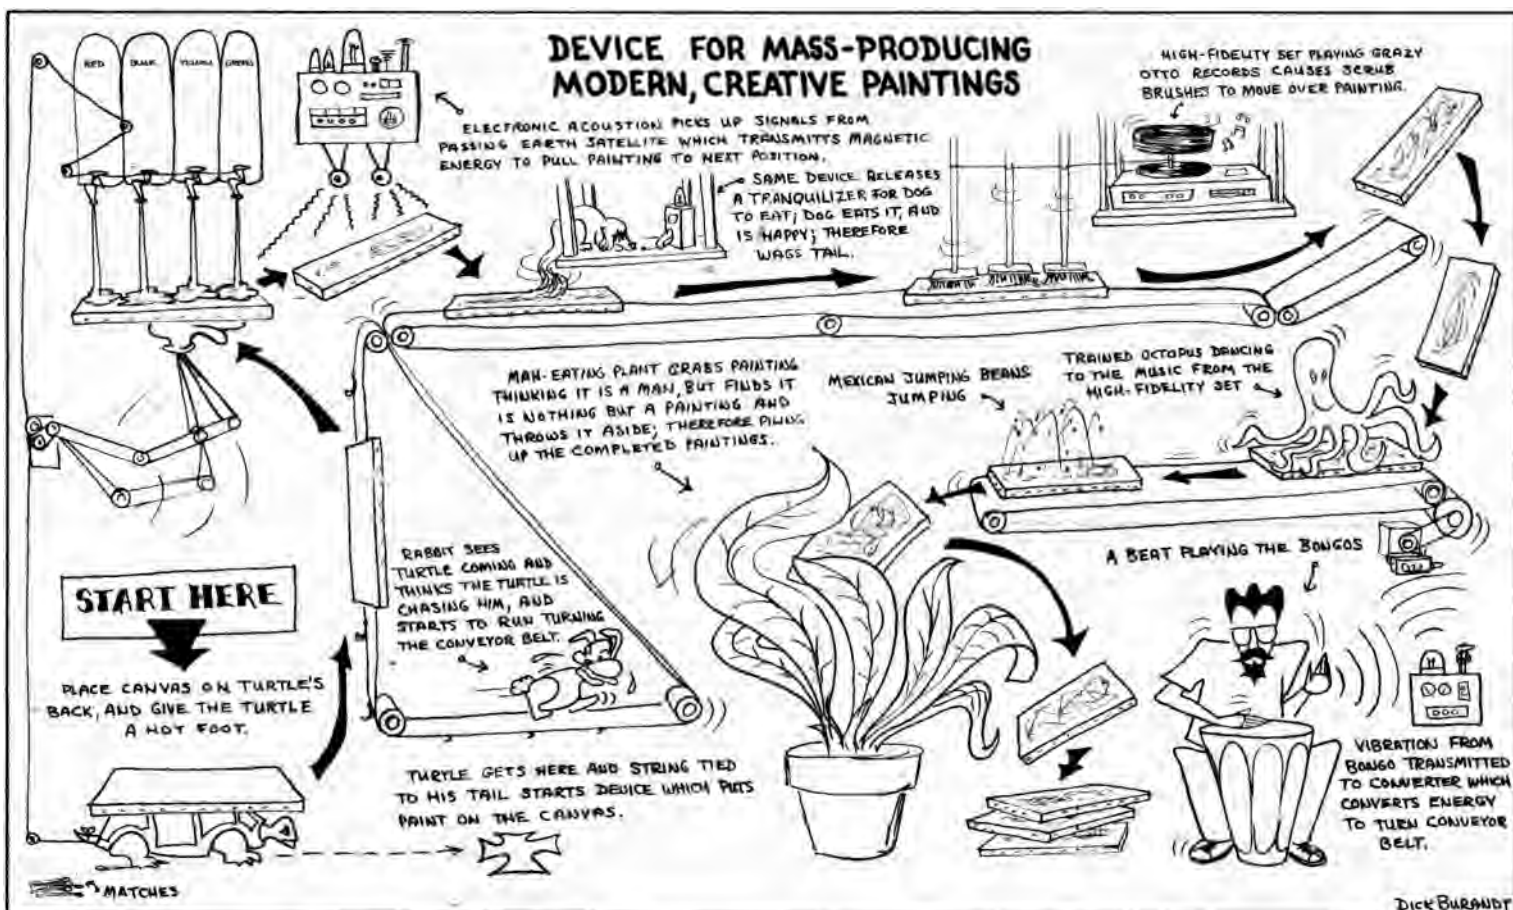 DEVICE FOR MASS-PRODUCING
MODERN, CREATIVE PAINTINGS
RED
BLACK
YELLOW
GREEN
ELECTRONIC ACOUSTION PICKS UP SIGNALS FROM
PASSING EARTH SATELLITE WHICH TRANSMITTS MAGNETIC
ENERGY TO PULL PAINTING TO NEXT POSITION.
SAME DEVICE RELEASES
A TRANQUILIZER FOR DOG
TO EAT; DOG EATS IT, AND
IS HAPPY; THEREFORE
WAGS TAIL.
HIGH-FIDELITY SET PLAYING GRAZY
OTTO RECORDS CAUSES SCRUB
BRUSHES TO MOVE OVER PAINTING.
MAN-EATING PLANT GRABS PAINTING
THINKING IT IS A MAN, BUT FINDS IT
IS NOTHING BUT A PAINTING AND
THROWS IT ASIDE; THEREFORE PILING
UP THE COMPLETED PAINTINGS.
MEXICAN JUMPING BEANS
JUMPING
TRAINED OCTOPUS DANCING
TO THE MUSIC FROM THE
HIGH-FIDELITY SET
RABBIT SEES
TURTLE COMING AND
THINKS THE TURTLE IS
CHASING HIM, AND
STARTS TO RUN TURNING
THE CONVEYOR BELT.
A BEAT PLAYING THE BONGOS
START HERE
PLACE CANVAS ON TURTLE'S
BACK, AND GIVE THE TURTLE
A HOT FOOT.
TURTLE GETS HERE AND STRING TIED
TO HIS TAIL STARTS DEVICE WHICH PUTS
PAINT ON THE CANVAS.
VIBRATION FROM
BONGO TRANSMITTED
TO CONVERTER WHICH
CONVERTS ENERGY
TO TURN CONVEYOR
BELT.
MATCHES
DICK BURANDT